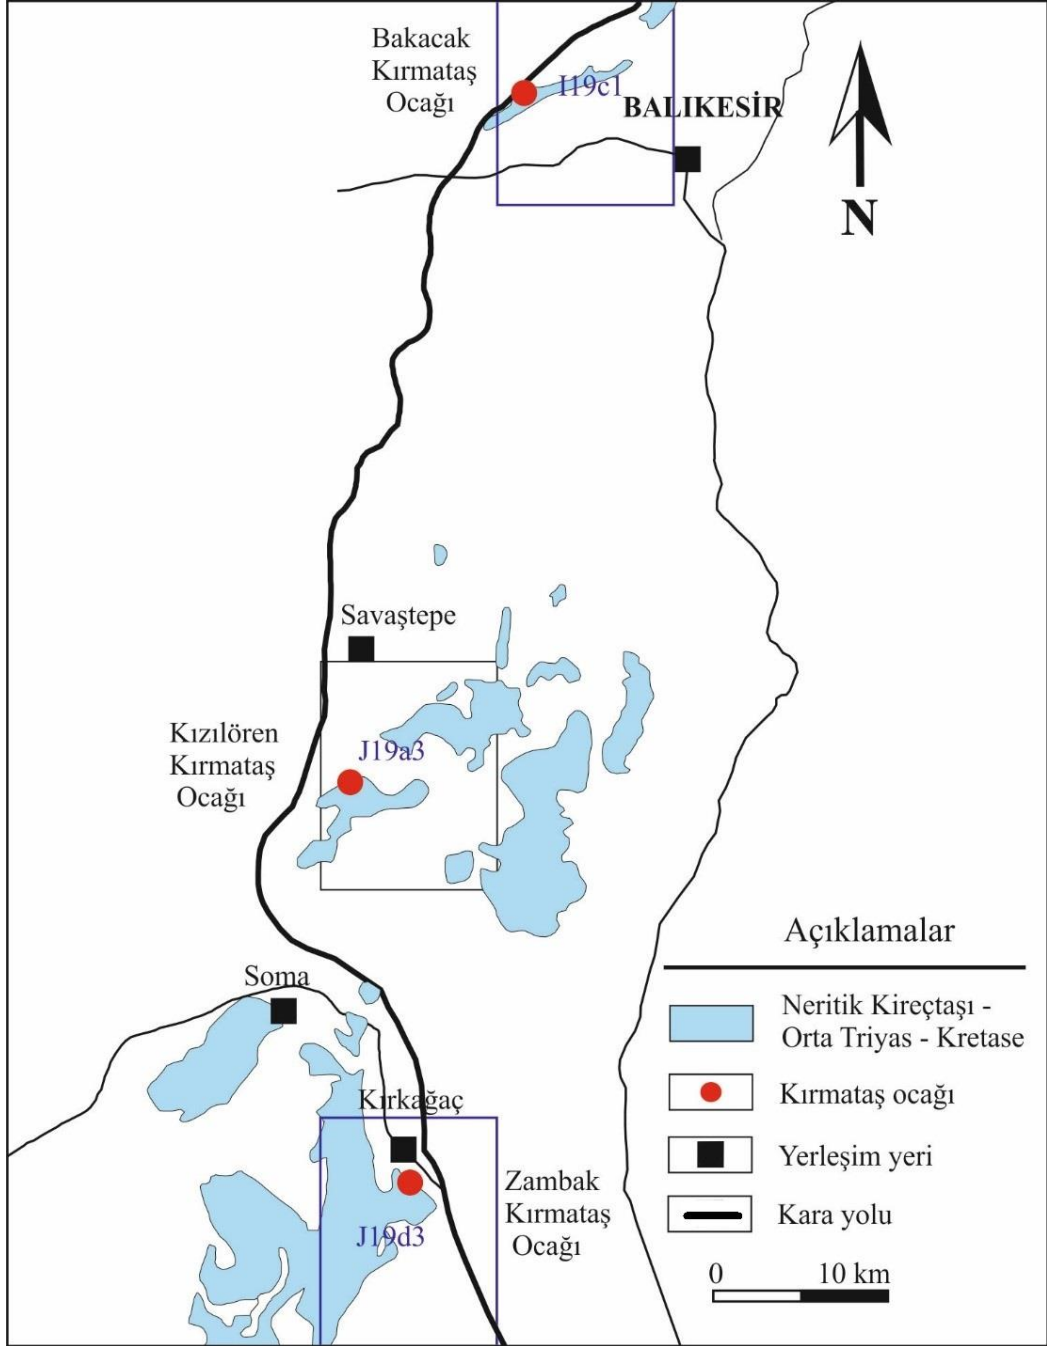 Bakacak
Kırmataş
Ocağı
I19c1
BALIKESİR
N
Savaştepe
Kızılören
Kırmataş
Ocağı
J19a3
Soma
Kırkağaç
Zambak
Kırmataş
Ocağı
J19d3
Açıklamalar
Neritik Kireçtaşı -
Orta Triyas - Kretase
Kırmataş ocağı
Yerleşim yeri
Kara yolu
0 10 km